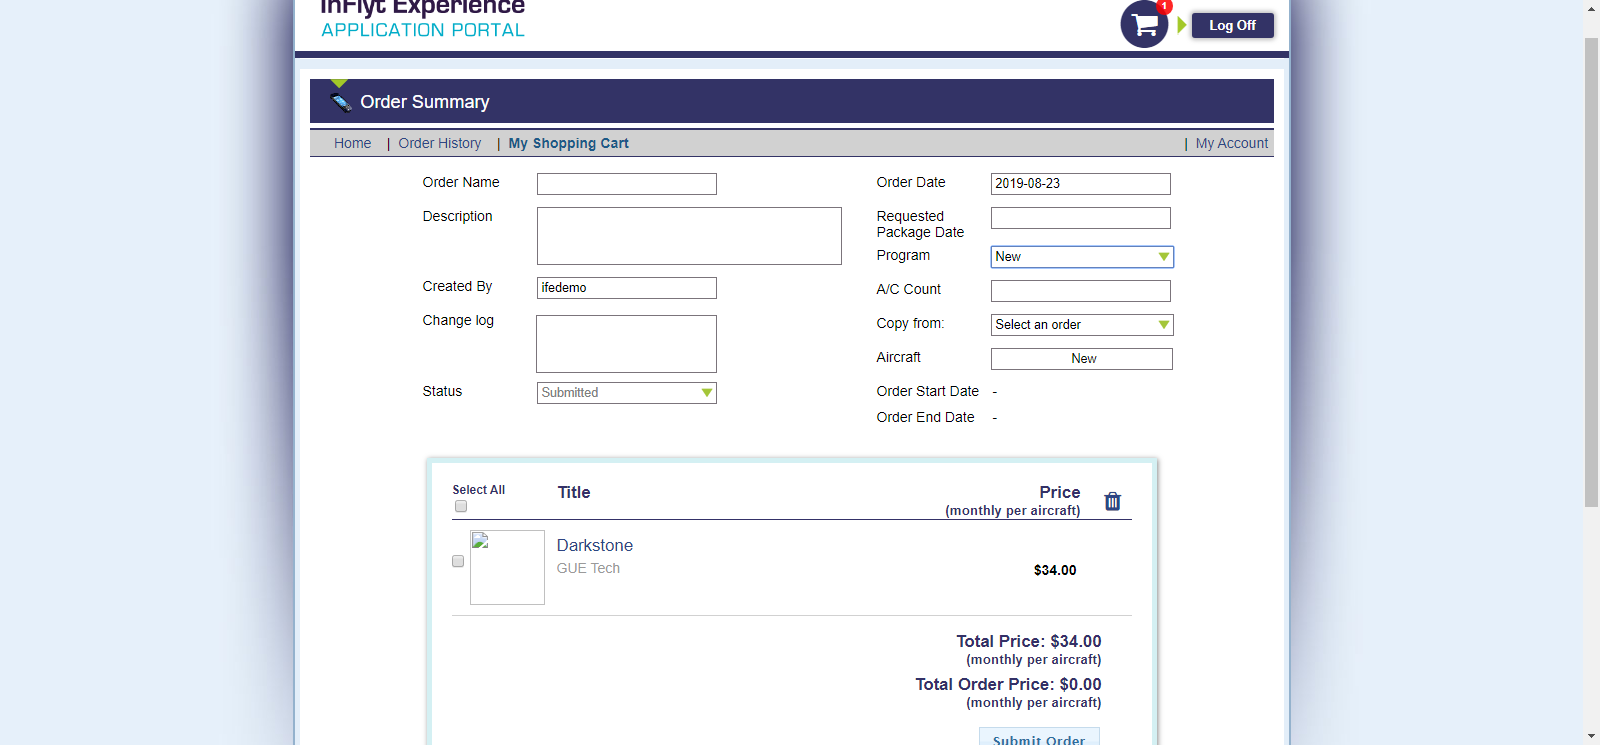 InFlyt Experience
APPLICATION PORTAL
1
Log Off
Order Summary
Home | Order History | My Shopping Cart | My Account
Order Name
Order Date 2019-08-23
Description
Requested
Package Date
Program New
Created By ifedemo
A/C Count
Change log
Copy from: Select an order
Aircraft New
Status Submitted
Order Start Date -
Order End Date -
Select All Title Price
(monthly per aircraft)
Darkstone
GUE Tech
$34.00
Total Price: $34.00
(monthly per aircraft)
Total Order Price: $0.00
(monthly per aircraft)
Submit Order